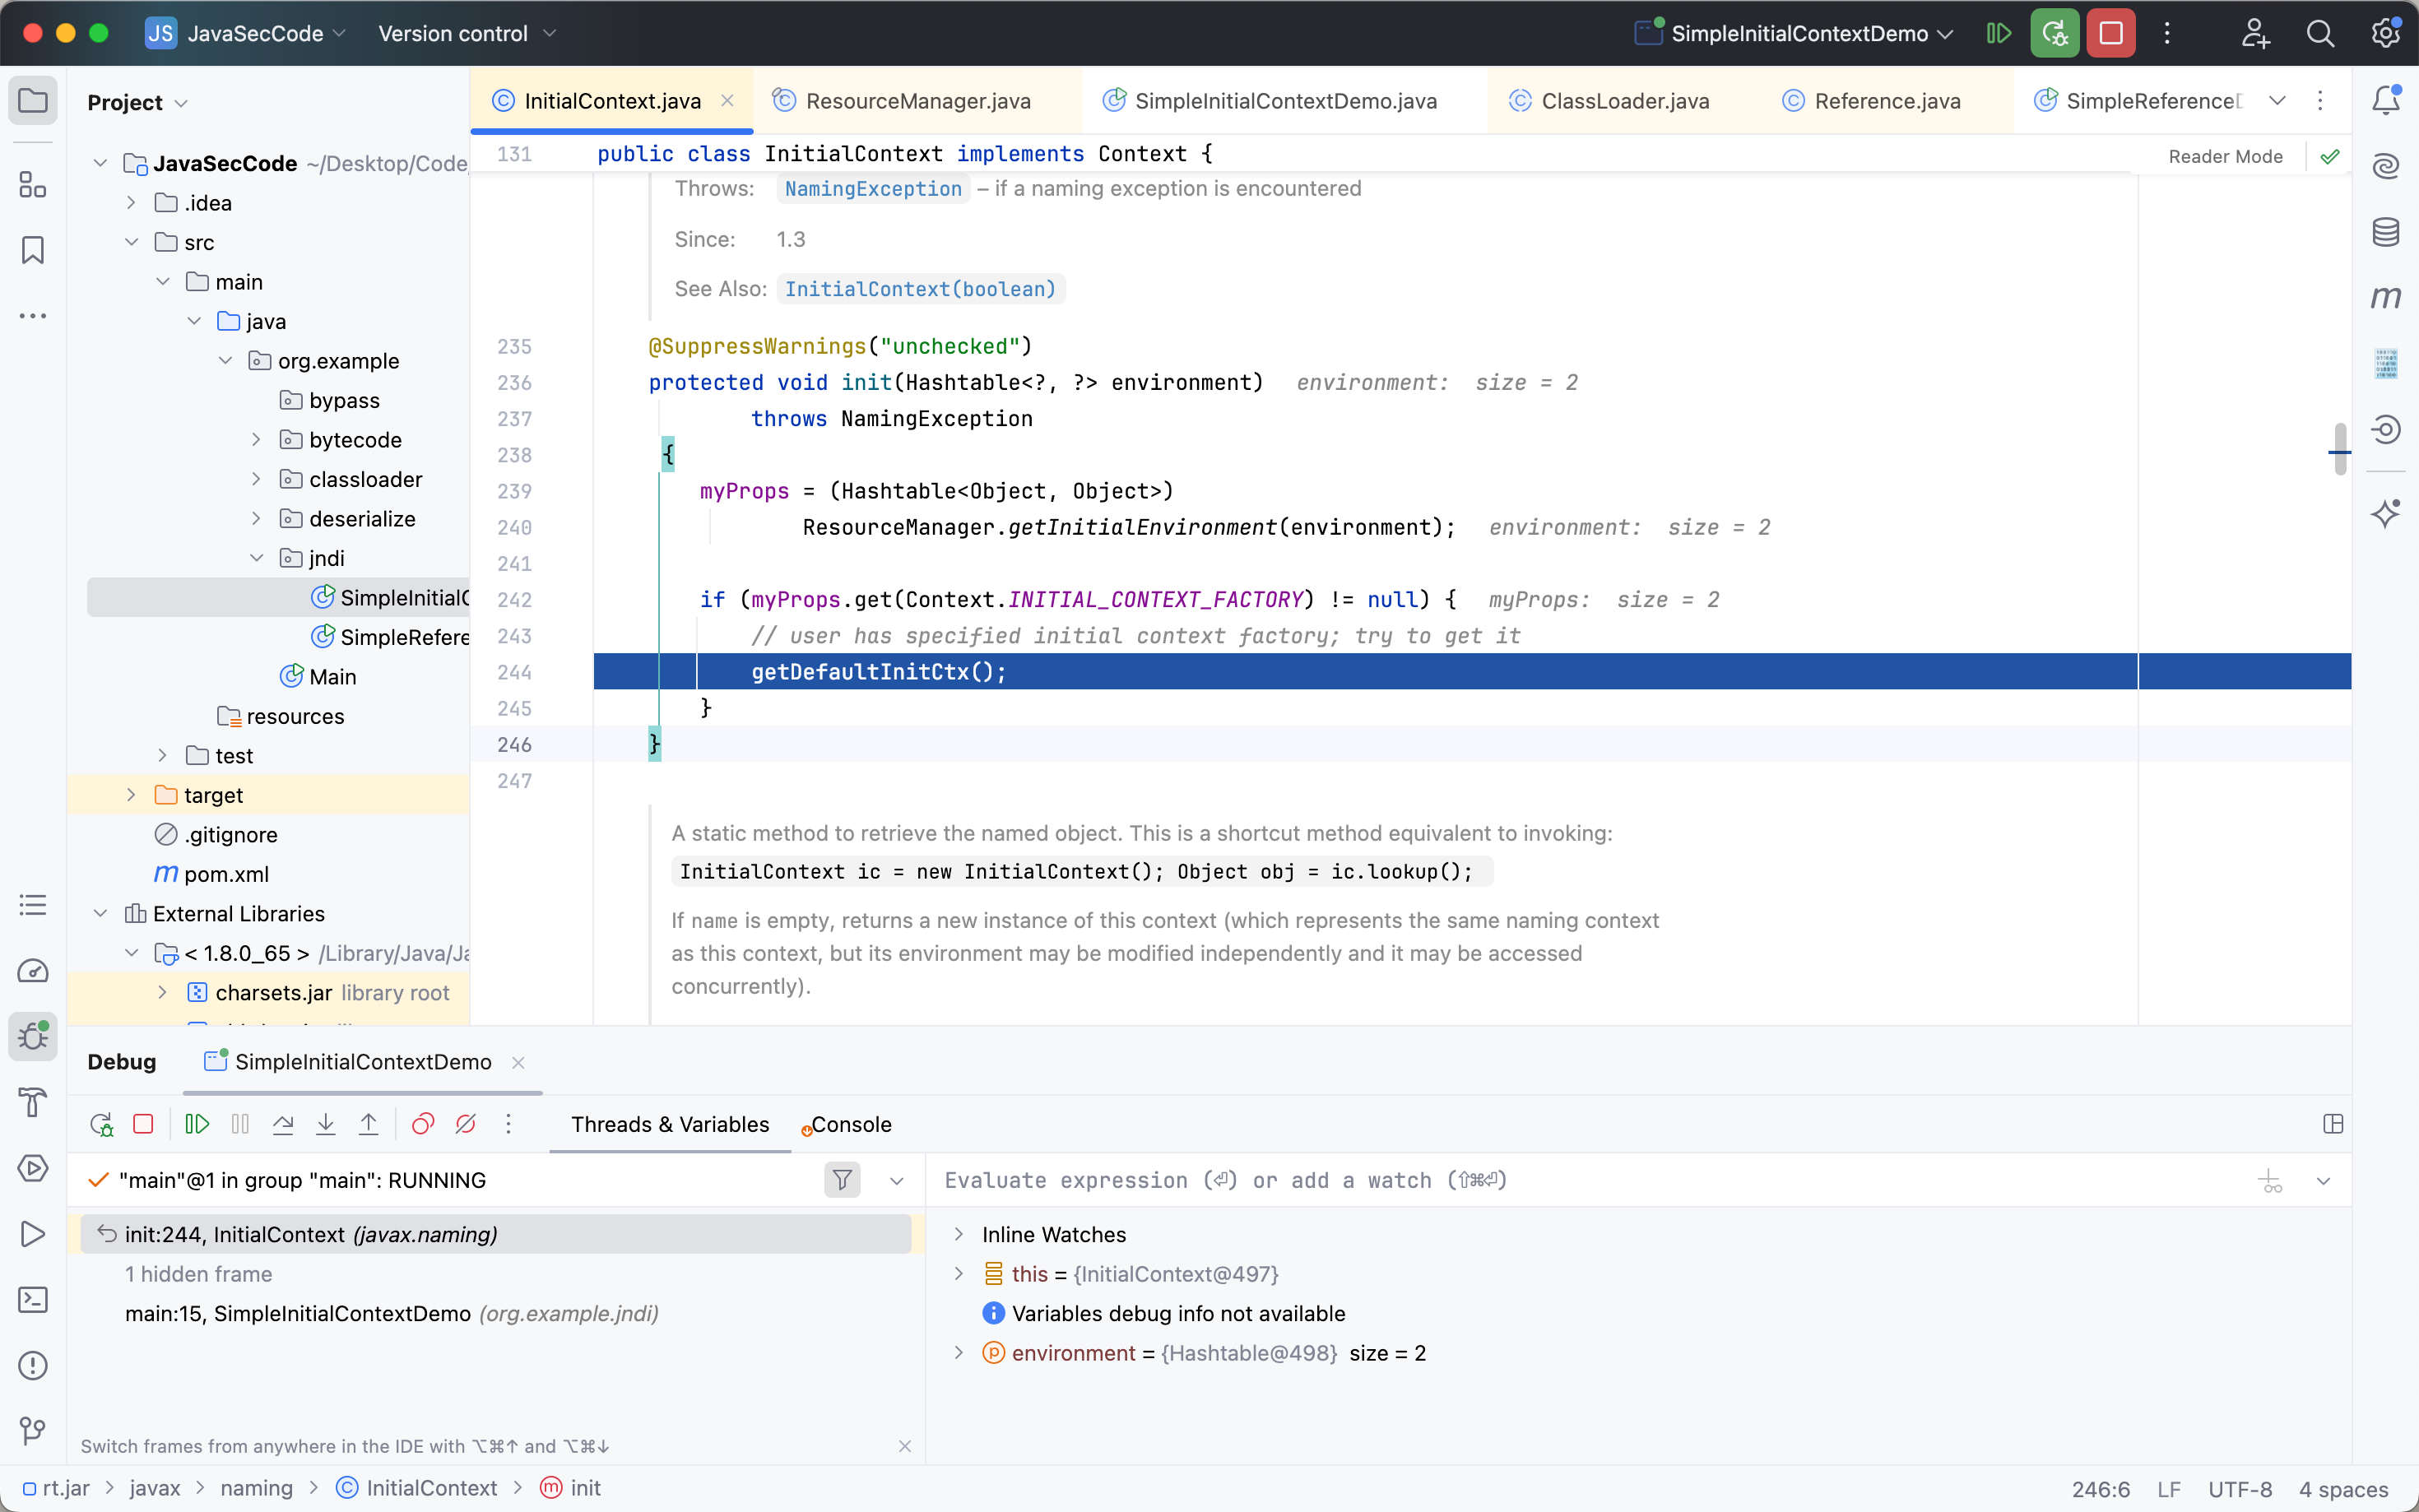 JS JavaSecCode Version control SimpleInitialContextDemo
Project
InitialContext.java ResourceManager.java SimpleInitialContextDemo.java ClassLoader.java Reference.java SimpleReferenceD
JavaSecCode ~/Desktop/Code
.idea
src
main
java
org.example
bypass
bytecode
classloader
deserialize
jndi
SimpleInitialC
SimpleRefere
Main
resources
test
target
.gitignore
pom.xml
External Libraries
< 1.8.0_65 > /Library/Java/Ja
charsets.jar library root
131 public class InitialContext implements Context {
Reader Mode
Throws: NamingException – if a naming exception is encountered
Since: 1.3
See Also: InitialContext(boolean)
235 @SuppressWarnings("unchecked")
236 protected void init(Hashtable<?, ?> environment) environment: size = 2
237 throws NamingException
238 {
239 myProps = (Hashtable<Object, Object>)
240 ResourceManager.getInitialEnvironment(environment); environment: size = 2
241
242 if (myProps.get(Context.INITIAL_CONTEXT_FACTORY) != null) { myProps: size = 2
243 // user has specified initial context factory; try to get it
244 getDefaultInitCtx();
245 }
246 }
247
A static method to retrieve the named object. This is a shortcut method equivalent to invoking:
InitialContext ic = new InitialContext(); Object obj = ic.lookup();
If name is empty, returns a new instance of this context (which represents the same naming context
as this context, but its environment may be modified independently and it may be accessed
concurrently).
Debug SimpleInitialContextDemo
Threads & Variables Console
"main"@1 in group "main": RUNNING
init:244, InitialContext (javax.naming)
1 hidden frame
main:15, SimpleInitialContextDemo (org.example.jndi)
Switch frames from anywhere in the IDE with ⌥⌘↑ and ⌥⌘↓
Evaluate expression (⏎) or add a watch (⇧⌘⏎)
Inline Watches
this = {InitialContext@497}
Variables debug info not available
environment = {Hashtable@498} size = 2
rt.jar > javax > naming > InitialContext > init
246:6 LF UTF-8 4 spaces